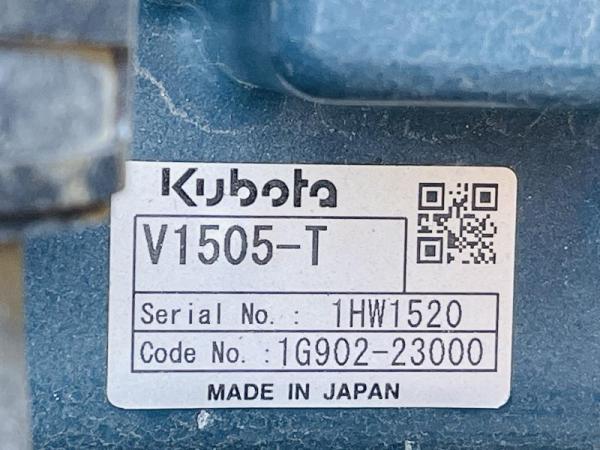 Kubota
V1505-T
Serial No. : 1HW1520
Code No. : 1G902-23000
MADE IN JAPAN